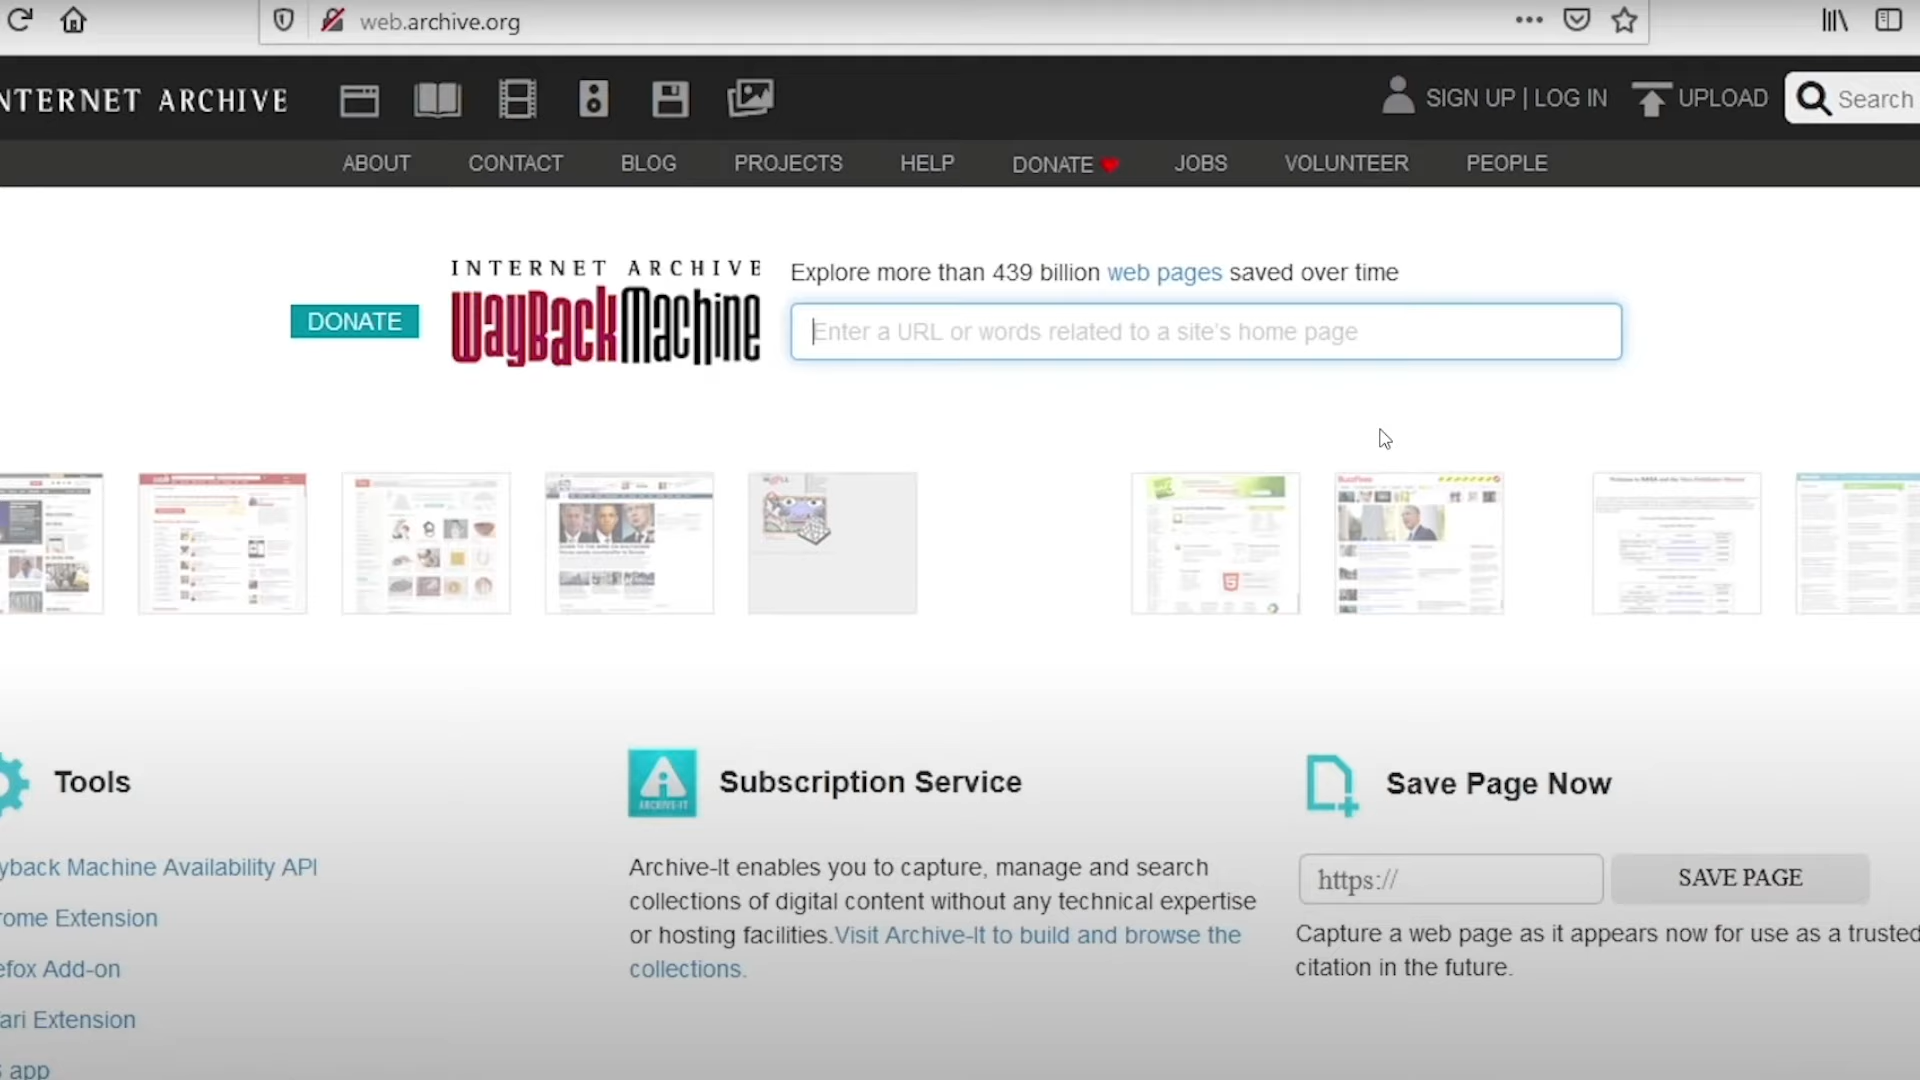 web.archive.org
NTERNET ARCHIVE
SIGN UP | LOG IN
UPLOAD
Search
ABOUT
CONTACT
BLOG
PROJECTS
HELP
DONATE
JOBS
VOLUNTEER
PEOPLE
DONATE
INTERNET ARCHIVE
WayBackMachine
Explore more than 439 billion web pages saved over time
Enter a URL or words related to a site's home page
Tools
yback Machine Availability API
rome Extension
efox Add-on
ari Extension
S app
ARCHIVE-IT
Subscription Service
Archive-It enables you to capture, manage and search
collections of digital content without any technical expertise
or hosting facilities.Visit Archive-It to build and browse the
collections.
Save Page Now
https://
SAVE PAGE
Capture a web page as it appears now for use as a trusted
citation in the future.